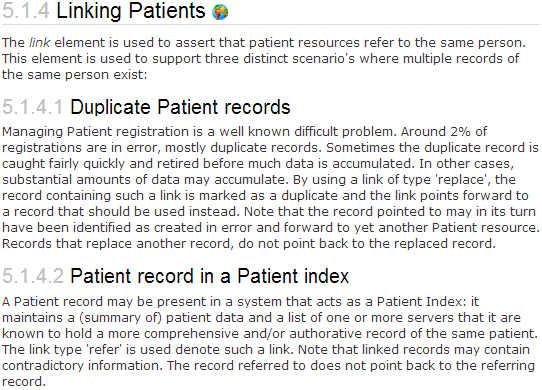 5.1.4 Linking Patients
The link element is used to assert that patient resources refer to the same person.
This element is used to support three distinct scenario's where multiple records of
the same person exist:
5.1.4.1 Duplicate Patient records
Managing Patient registration is a well known difficult problem. Around 2% of
registrations are in error, mostly duplicate records. Sometimes the duplicate record is
caught fairly quickly and retired before much data is accumulated. In other cases,
substantial amounts of data may accumulate. By using a link of type 'replace', the
record containing such a link is marked as a duplicate and the link points forward to
a record that should be used instead. Note that the record pointed to may in its turn
have been identified as created in error and forward to yet another Patient resource.
Records that replace another record, do not point back to the replaced record.
5.1.4.2 Patient record in a Patient index
A Patient record may be present in a system that acts as a Patient Index: it
maintains a (summary of) patient data and a list of one or more servers that it are
known to hold a more comprehensive and/or authorative record of the same patient.
The link type 'refer' is used denote such a link. Note that linked records may contain
contradictory information. The record referred to does not point back to the referring
record.